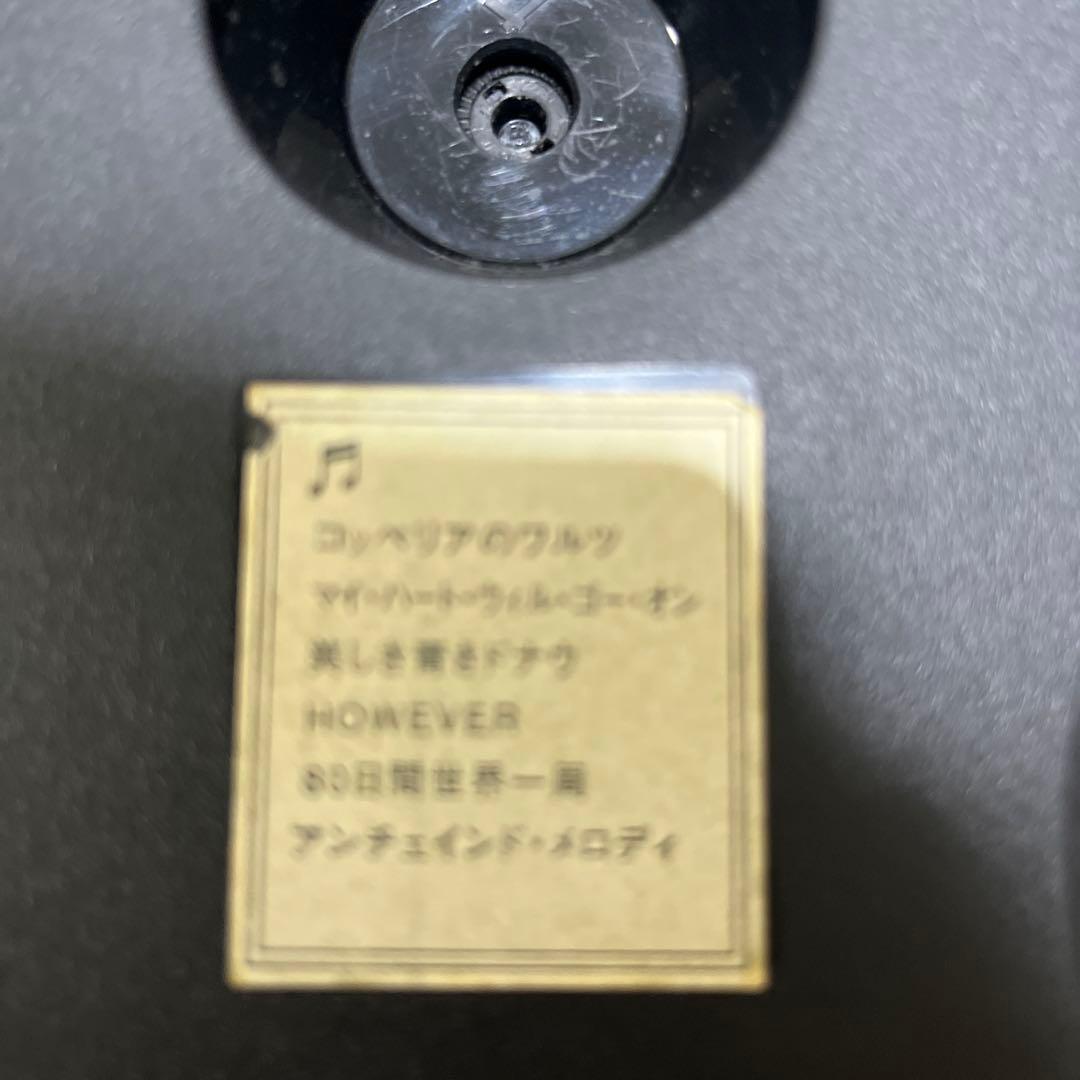 ♫
コッペリアのワルツ
マイ・ハート・ウィル・ゴー・オン
美しき青きドナウ
HOWEVER
80日間世界一周
アンチェインド・メロディ